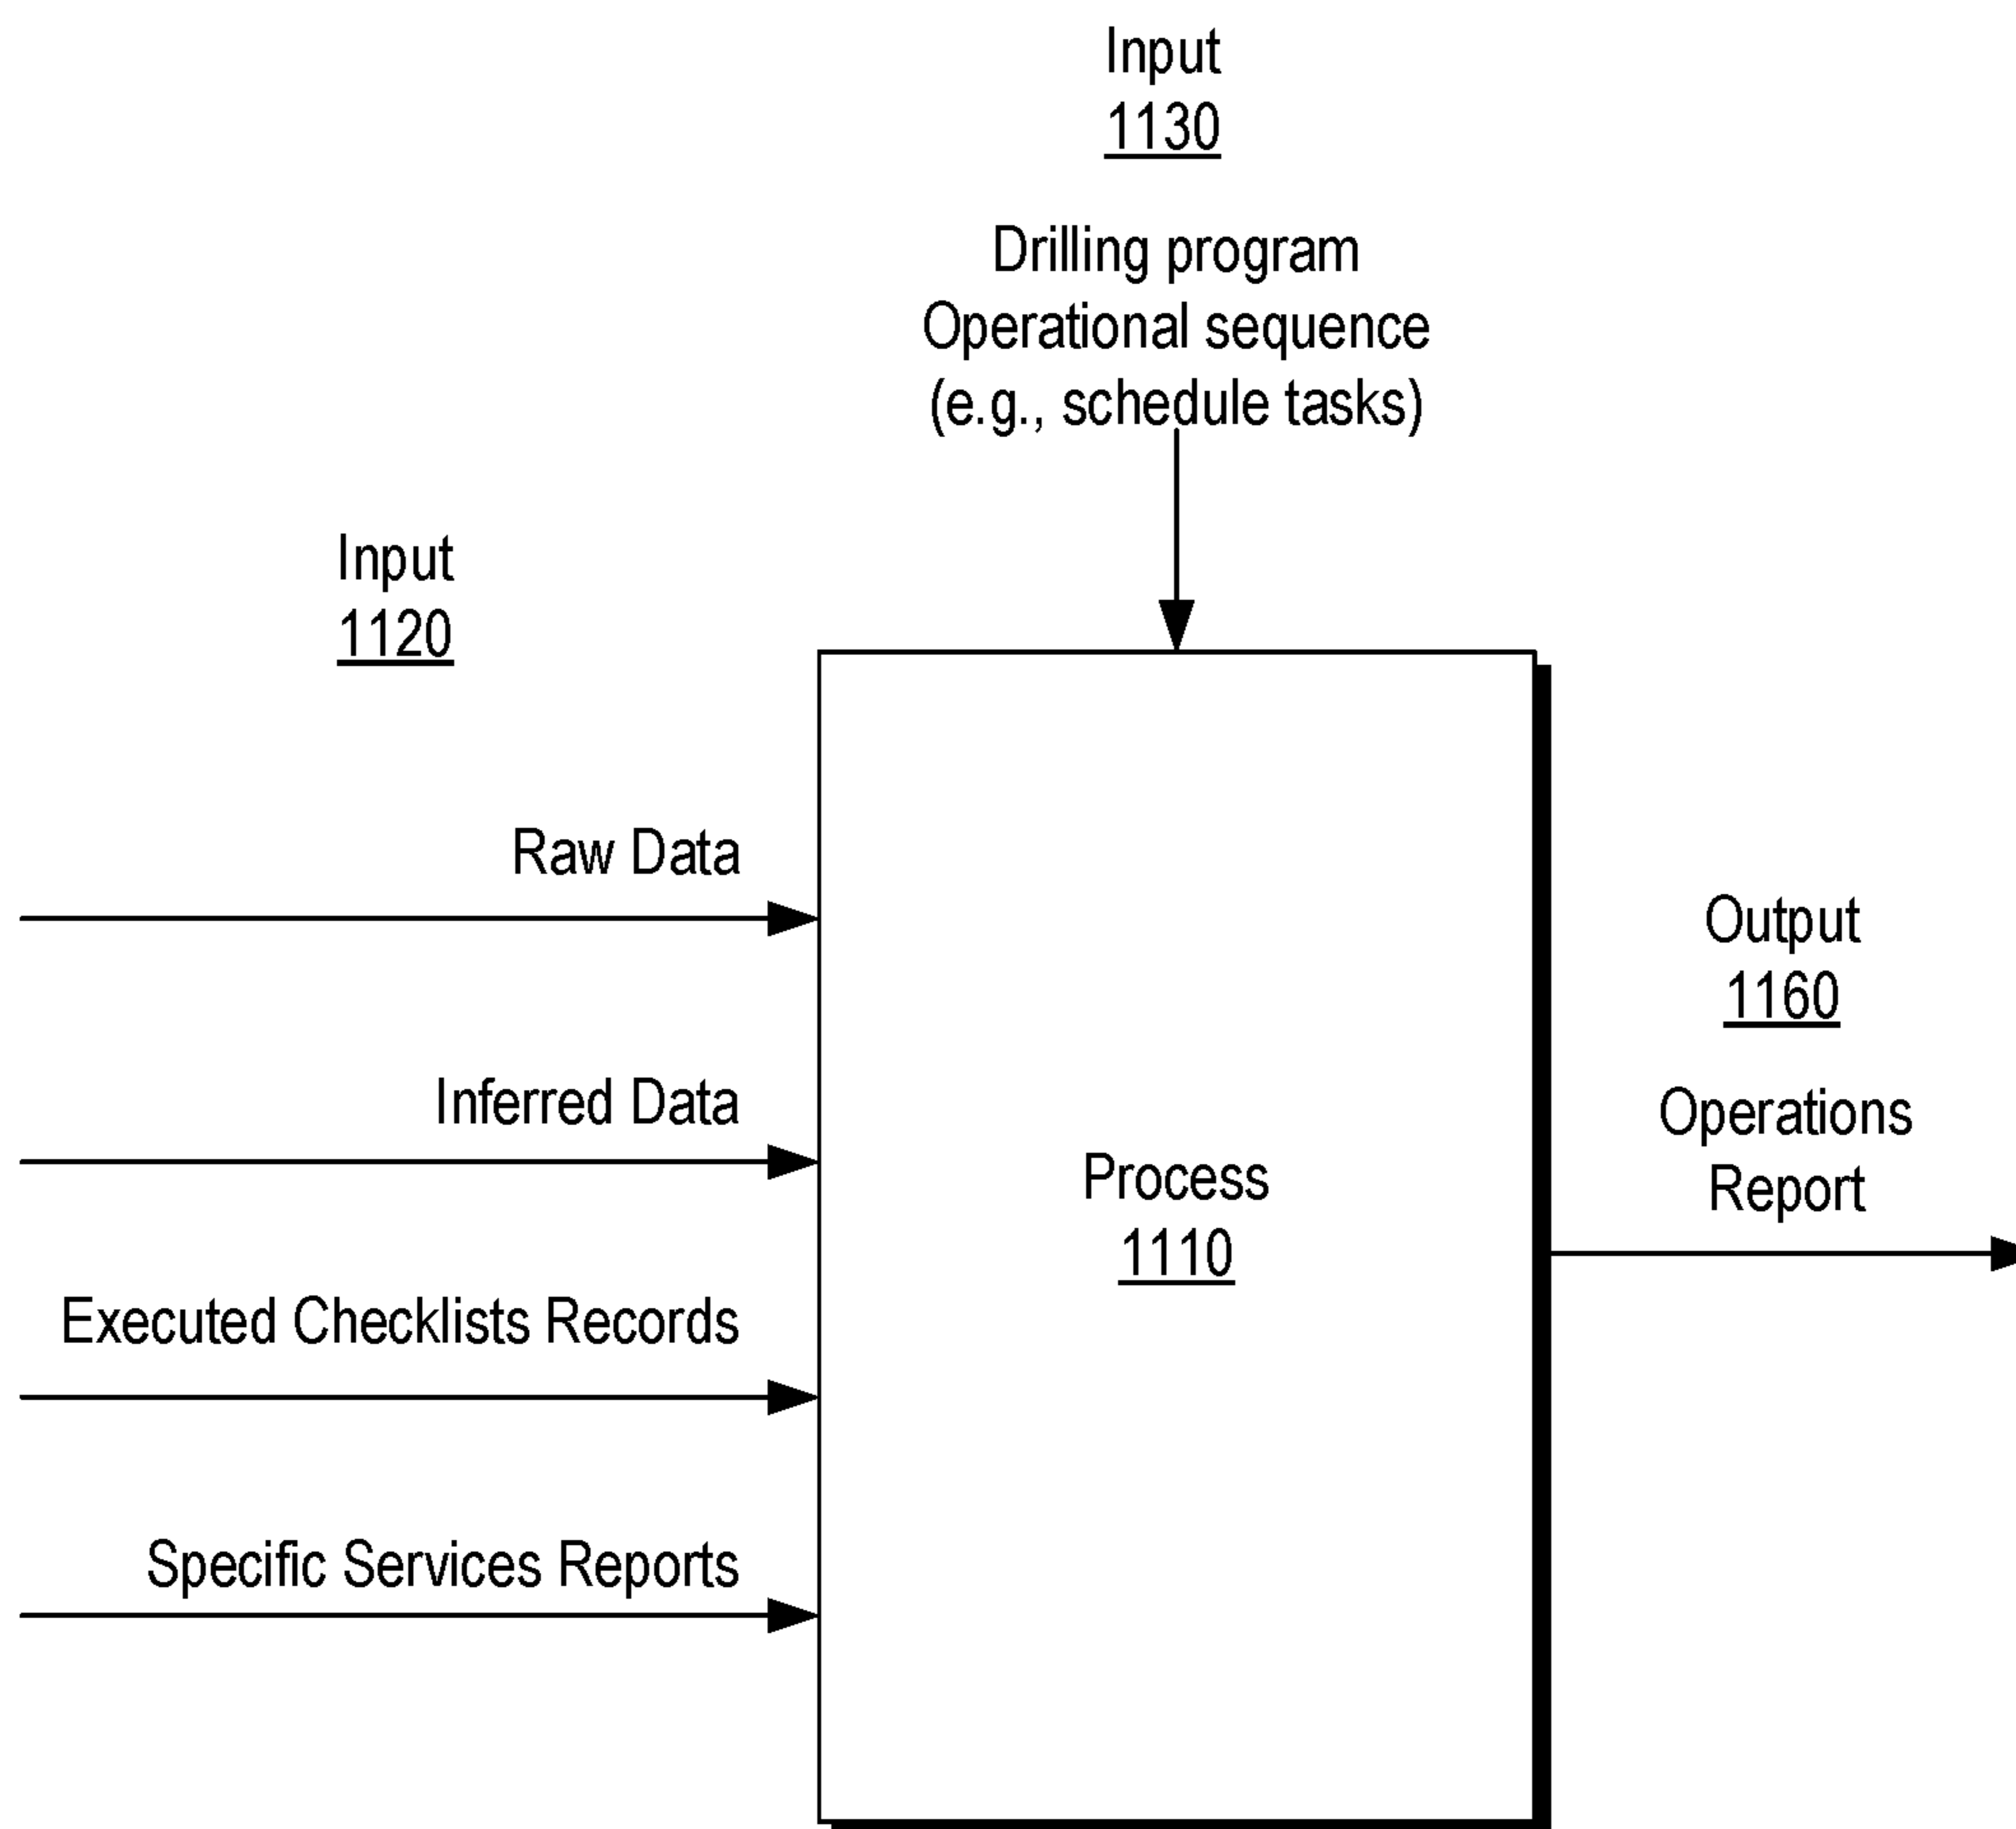 Input
1130
Drilling program
Operational sequence
(e.g., schedule tasks)
Input
1120
Raw Data
Inferred Data
Executed Checklists Records
Specific Services Reports
Process
1110
Output
1160
Operations
Report